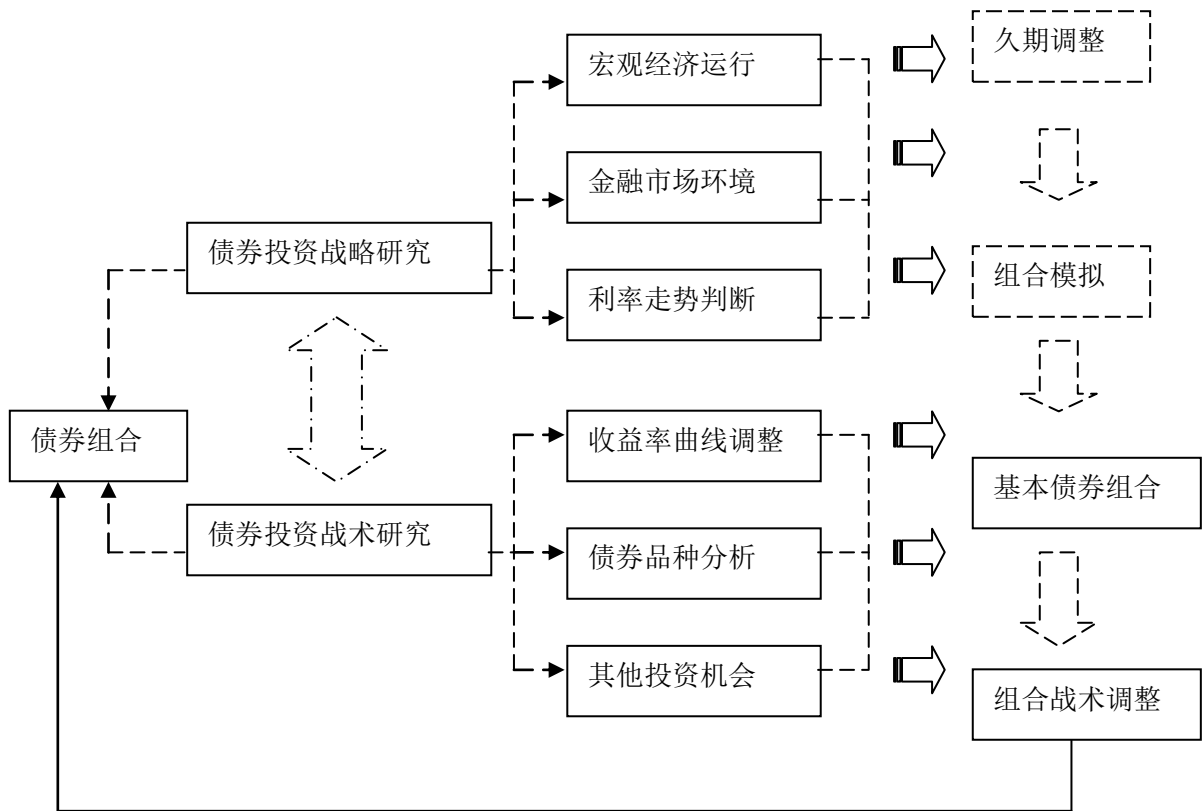 宏观经济运行
久期调整
金融市场环境
债券投资战略研究
组合模拟
利率走势判断
债券组合
收益率曲线调整
基本债券组合
债券投资战术研究
债券品种分析
其他投资机会
组合战术调整